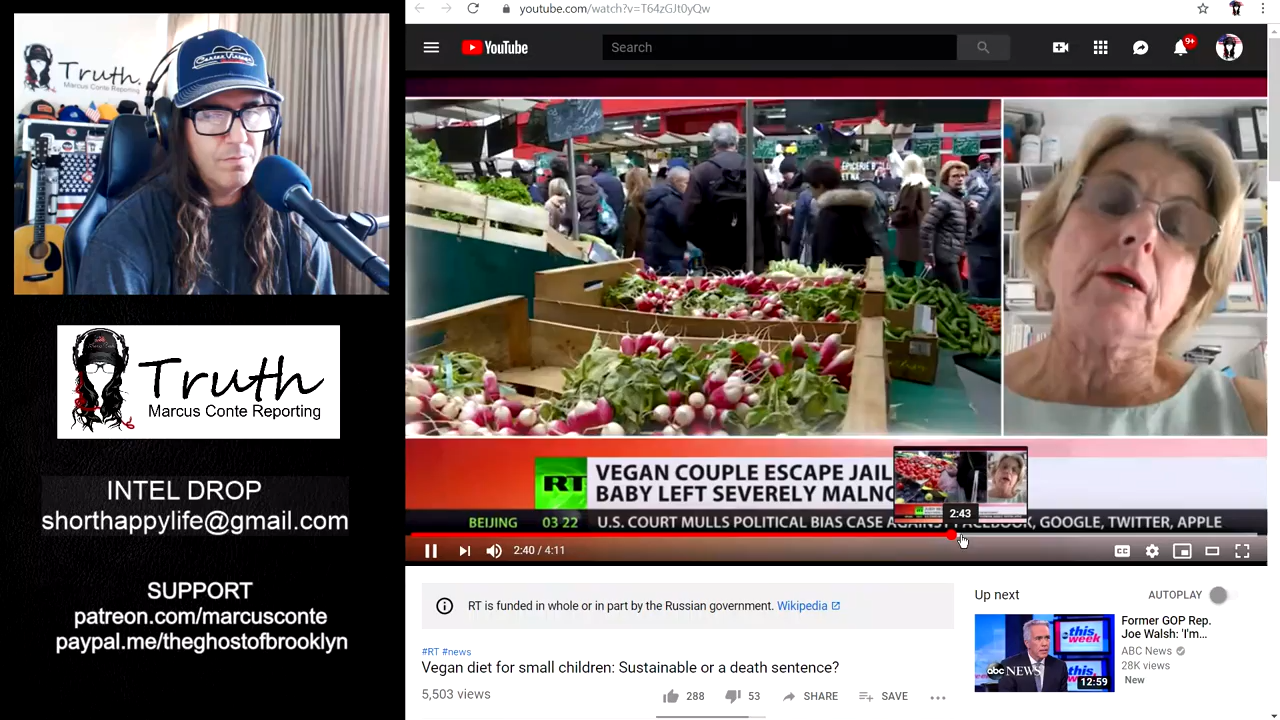 Truth.
Marcus Conte Reporting
Truth
Marcus Conte Reporting
INTEL DROP
shorthappylife@gmail.com
SUPPORT
patreon.com/marcusconte
paypal.me/theghostofbrooklyn
youtube.com/watch?v=T64zGJt0yQw
YouTube
Search
9+
RT
VEGAN COUPLE ESCAPE JAIL
BABY LEFT SEVERELY MALNO
BEIJING 03 22 U.S. COURT MULLS POLITICAL BIAS CASE AGAINST FACEBOOK, GOOGLE, TWITTER, APPLE
2:43
2:40 / 4:11
CC
RT is funded in whole or in part by the Russian government. Wikipedia
#RT #news
Vegan diet for small children: Sustainable or a death sentence?
5,503 views
288
53
SHARE
SAVE
Up next
AUTOPLAY
abc NEWS
this week
12:59
Former GOP Rep.
Joe Walsh: 'I'm...
ABC News
28K views
New